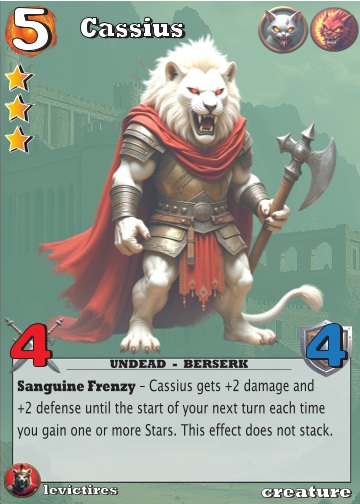 5 Cassius
4 4
UNDEAD - BERSERK
Sanguine Frenzy - Cassius gets +2 damage and
+2 defense until the start of your next turn each time
you gain one or more Stars. This effect does not stack.
levictires creature